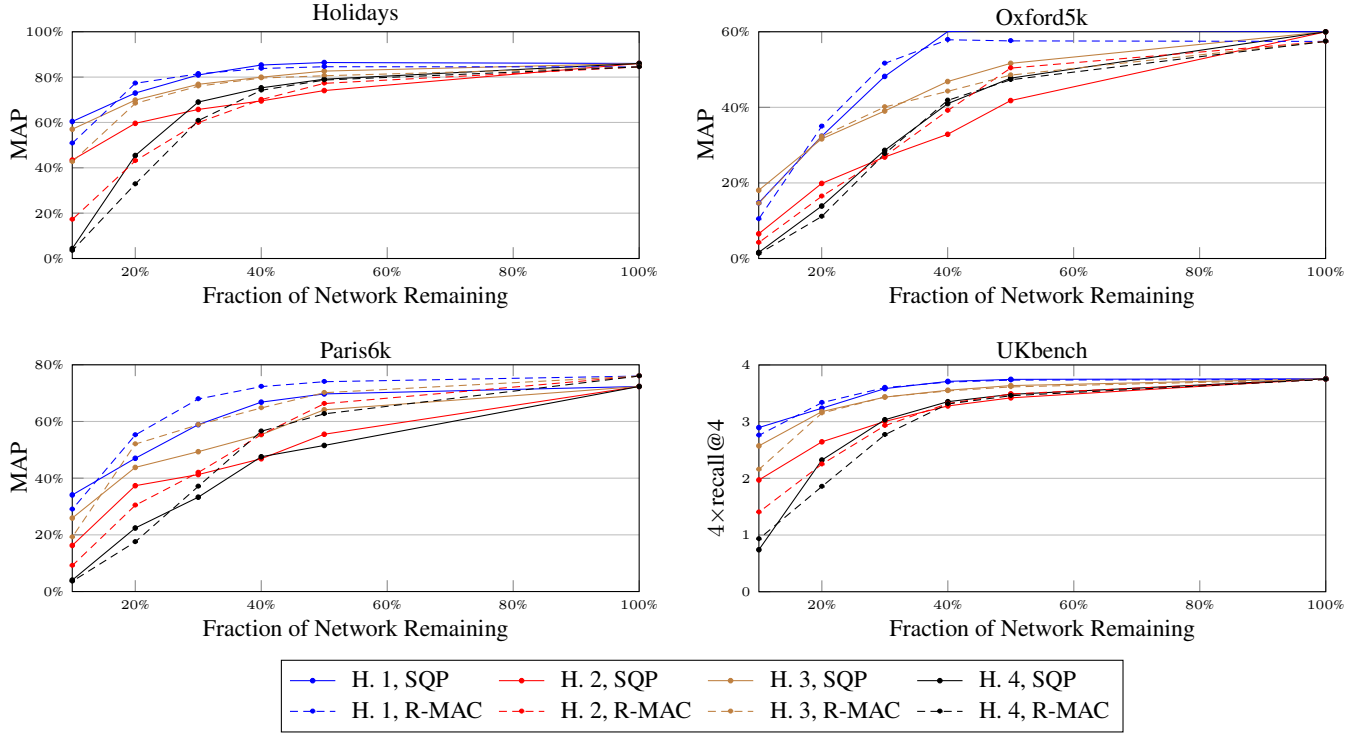 Holidays
100%
80%
60%
40%
20%
0%
MAP
20%
40%
60%
80%
100%
Fraction of Network Remaining
Oxford5k
60%
40%
20%
0%
MAP
20%
40%
60%
80%
100%
Fraction of Network Remaining
Paris6k
80%
60%
40%
20%
0%
MAP
20%
40%
60%
80%
100%
Fraction of Network Remaining
UKbench
4
3
2
1
0
4×recall@4
20%
40%
60%
80%
100%
Fraction of Network Remaining
H. 1, SQP H. 2, SQP H. 3, SQP H. 4, SQP
H. 1, R-MAC H. 2, R-MAC H. 3, R-MAC H. 4, R-MAC